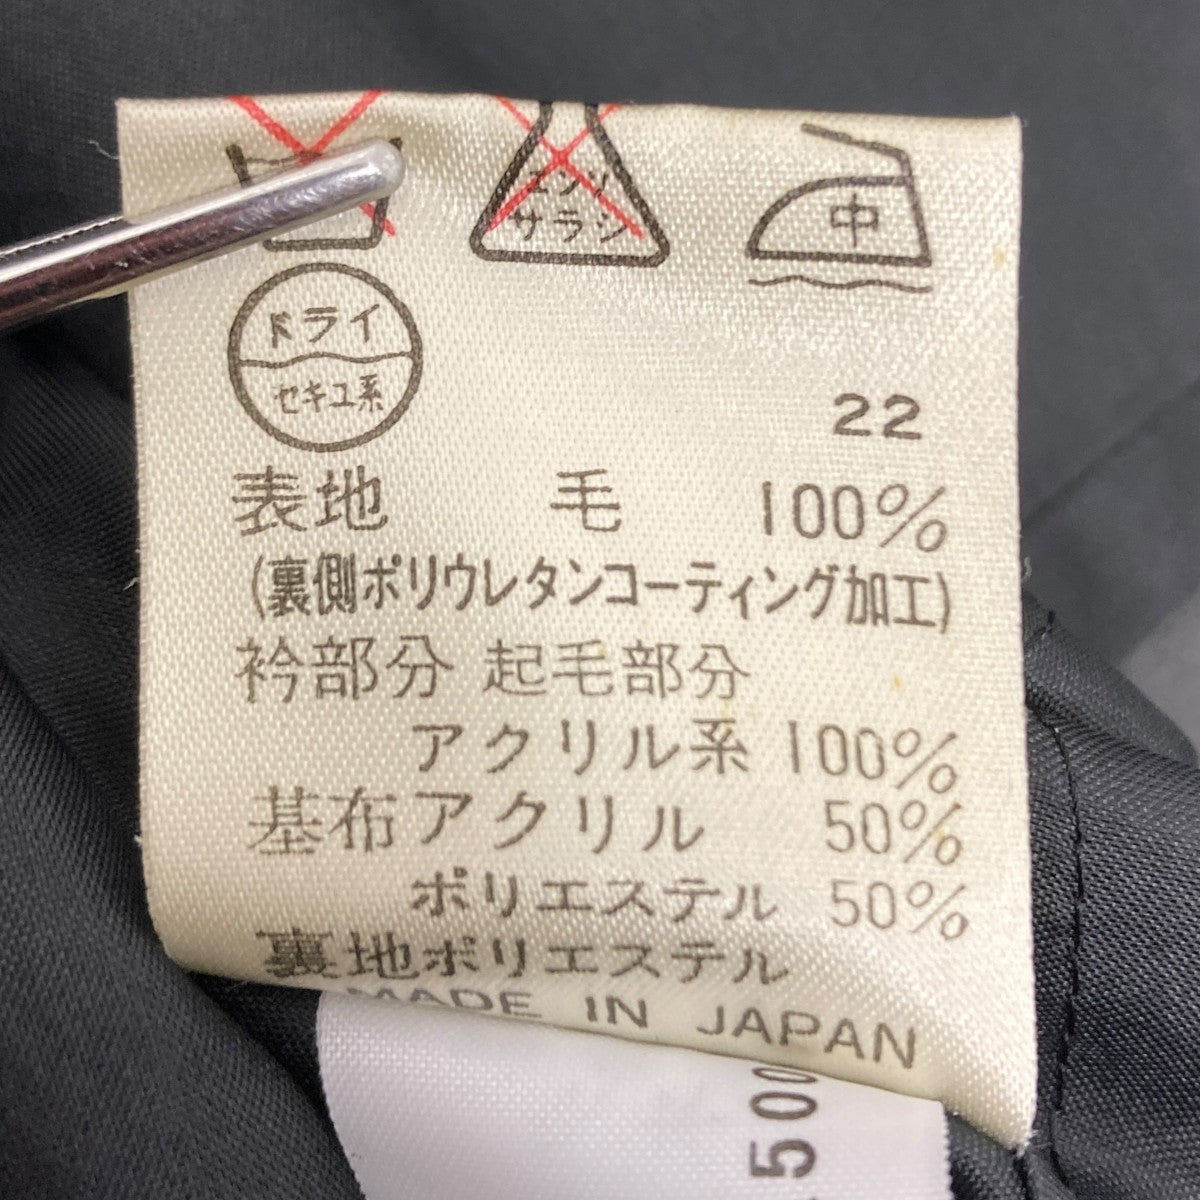 エンソ
サラシ
中
ドライ
セキユ系
22
表地 毛 100%
(裏側ポリウレタンコーティング加工)
衿部分 起毛部分
アクリル系 100%
基布アクリル 50%
ポリエステル 50%
裏地ポリエステル
MADE IN JAPAN